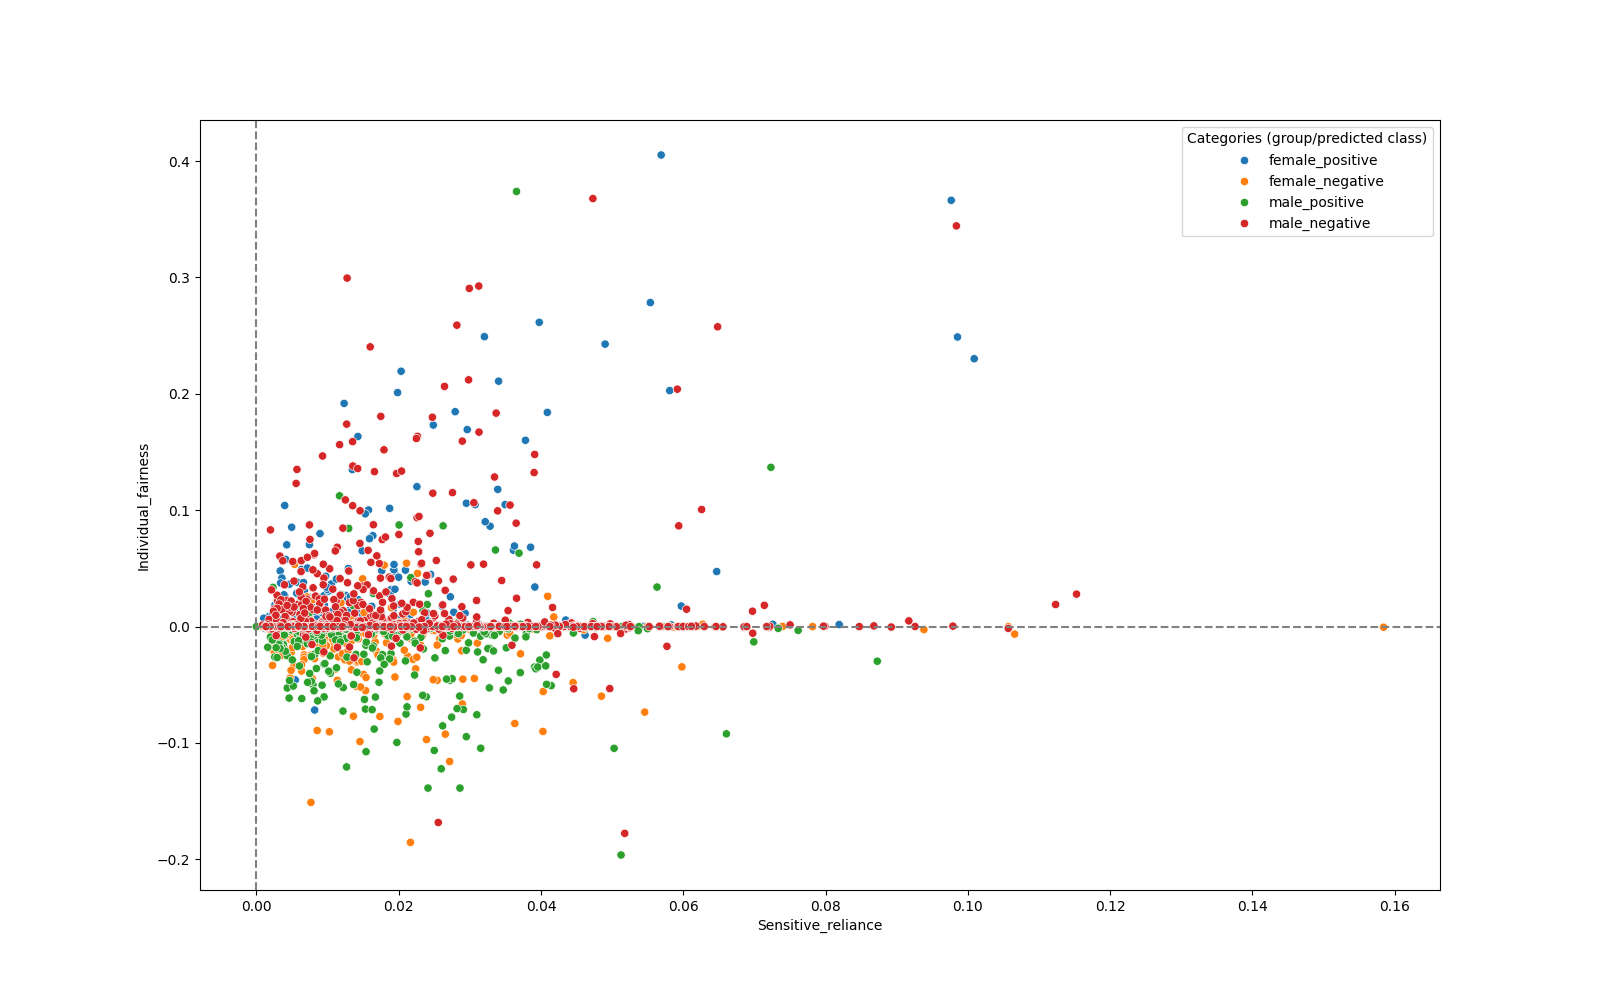 Categories (group/predicted class)
female_positive
female_negative
male_positive
male_negative
0.4
0.3
0.2
0.1
0.0
−0.1
−0.2
Individual_fairness
0.00 0.02 0.04 0.06 0.08 0.10 0.12 0.14 0.16
Sensitive_reliance